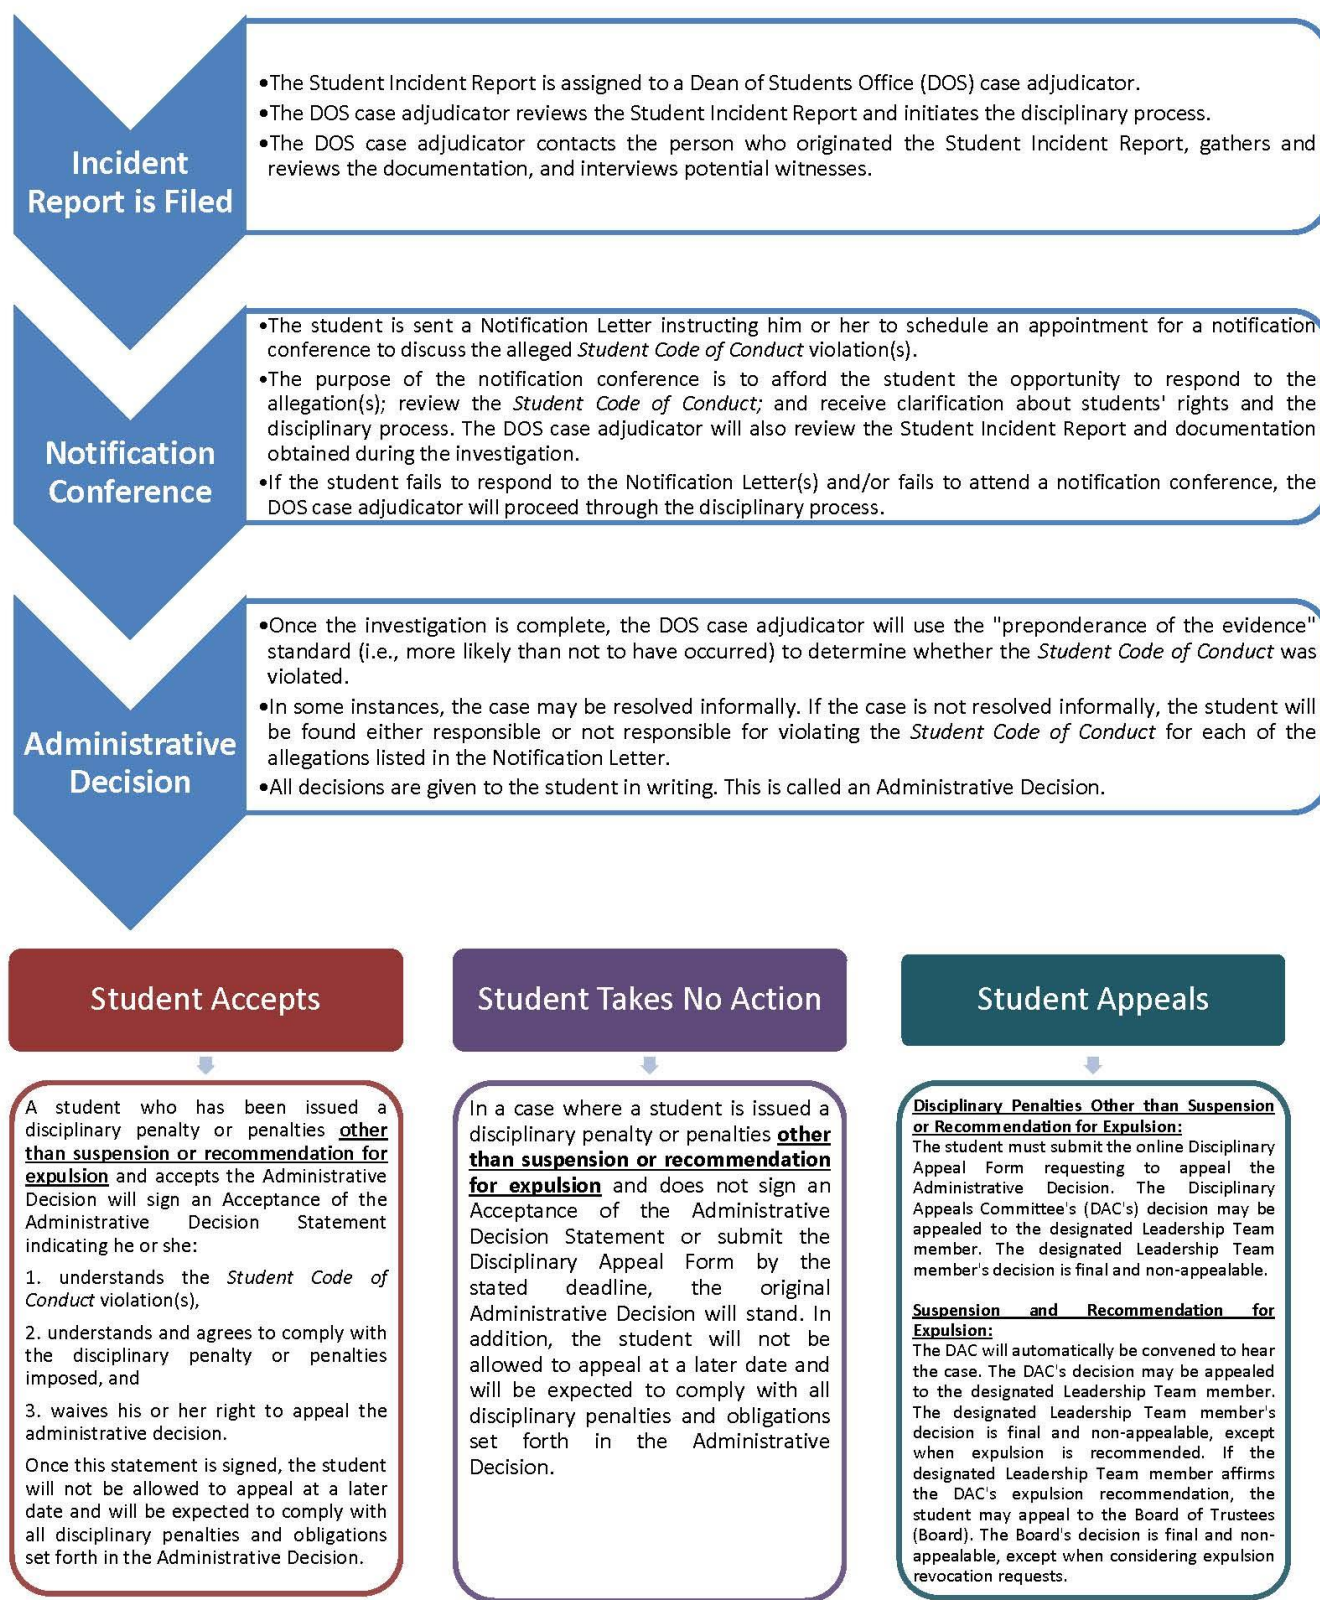 Incident
Report is Filed
•The Student Incident Report is assigned to a Dean of Students Office (DOS) case adjudicator.
•The DOS case adjudicator reviews the Student Incident Report and initiates the disciplinary process.
•The DOS case adjudicator contacts the person who originated the Student Incident Report, gathers and
reviews the documentation, and interviews potential witnesses.
Notification
Conference
•The student is sent a Notification Letter instructing him or her to schedule an appointment for a notification
conference to discuss the alleged Student Code of Conduct violation(s).
•The purpose of the notification conference is to afford the student the opportunity to respond to the
allegation(s); review the Student Code of Conduct; and receive clarification about students' rights and the
disciplinary process. The DOS case adjudicator will also review the Student Incident Report and documentation
obtained during the investigation.
•If the student fails to respond to the Notification Letter(s) and/or fails to attend a notification conference, the
DOS case adjudicator will proceed through the disciplinary process.
Administrative
Decision
•Once the investigation is complete, the DOS case adjudicator will use the "preponderance of the evidence"
standard (i.e., more likely than not to have occurred) to determine whether the Student Code of Conduct was
violated.
•In some instances, the case may be resolved informally. If the case is not resolved informally, the student will
be found either responsible or not responsible for violating the Student Code of Conduct for each of the
allegations listed in the Notification Letter.
•All decisions are given to the student in writing. This is called an Administrative Decision.
Student Accepts
A student who has been issued a
disciplinary penalty or penalties other
than suspension or recommendation for
expulsion and accepts the Administrative
Decision will sign an Acceptance of the
Administrative Decision Statement
indicating he or she:
1. understands the Student Code of
Conduct violation(s),
2. understands and agrees to comply with
the disciplinary penalty or penalties
imposed, and
3. waives his or her right to appeal the
administrative decision.
Once this statement is signed, the student
will not be allowed to appeal at a later
date and will be expected to comply with
all disciplinary penalties and obligations
set forth in the Administrative Decision.
Student Takes No Action
In a case where a student is issued a
disciplinary penalty or penalties other
than suspension or recommendation
for expulsion and does not sign an
Acceptance of the Administrative
Decision Statement or submit the
Disciplinary Appeal Form by the
stated deadline, the original
Administrative Decision will stand. In
addition, the student will not be
allowed to appeal at a later date and
will be expected to comply with all
disciplinary penalties and obligations
set forth in the Administrative
Decision.
Student Appeals
Disciplinary Penalties Other than Suspension
or Recommendation for Expulsion:
The student must submit the online Disciplinary
Appeal Form requesting to appeal the
Administrative Decision. The Disciplinary
Appeals Committee's (DAC's) decision may be
appealed to the designated Leadership Team
member. The designated Leadership Team
member's decision is final and non-appealable.
Suspension and Recommendation for
Expulsion:
The DAC will automatically be convened to hear
the case. The DAC's decision may be appealed
to the designated Leadership Team member.
The designated Leadership Team member's
decision is final and non-appealable, except
when expulsion is recommended. If the
designated Leadership Team member affirms
the DAC's expulsion recommendation, the
student may appeal to the Board of Trustees
(Board). The Board's decision is final and non-
appealable, except when considering expulsion
revocation requests.